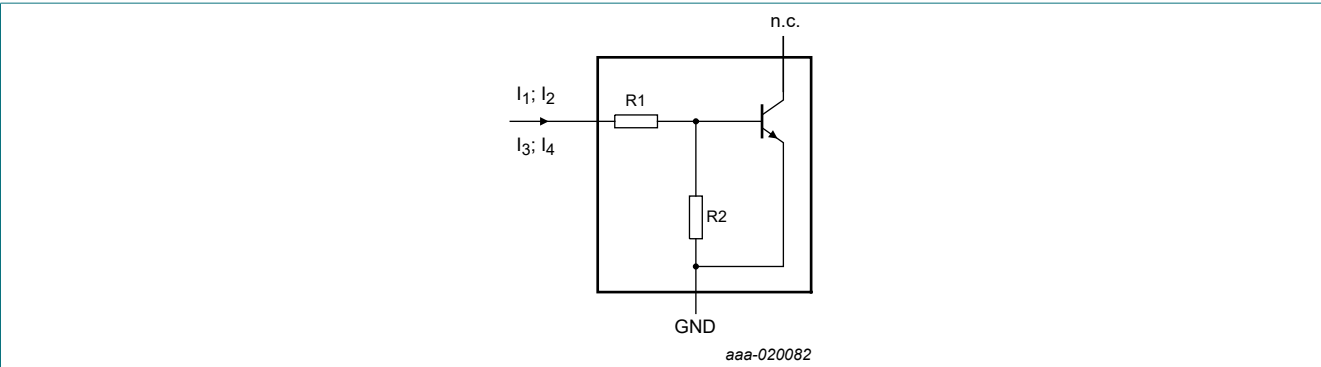 n.c.
I1; I2
R1
I3; I4
R2
GND
aaa-020082